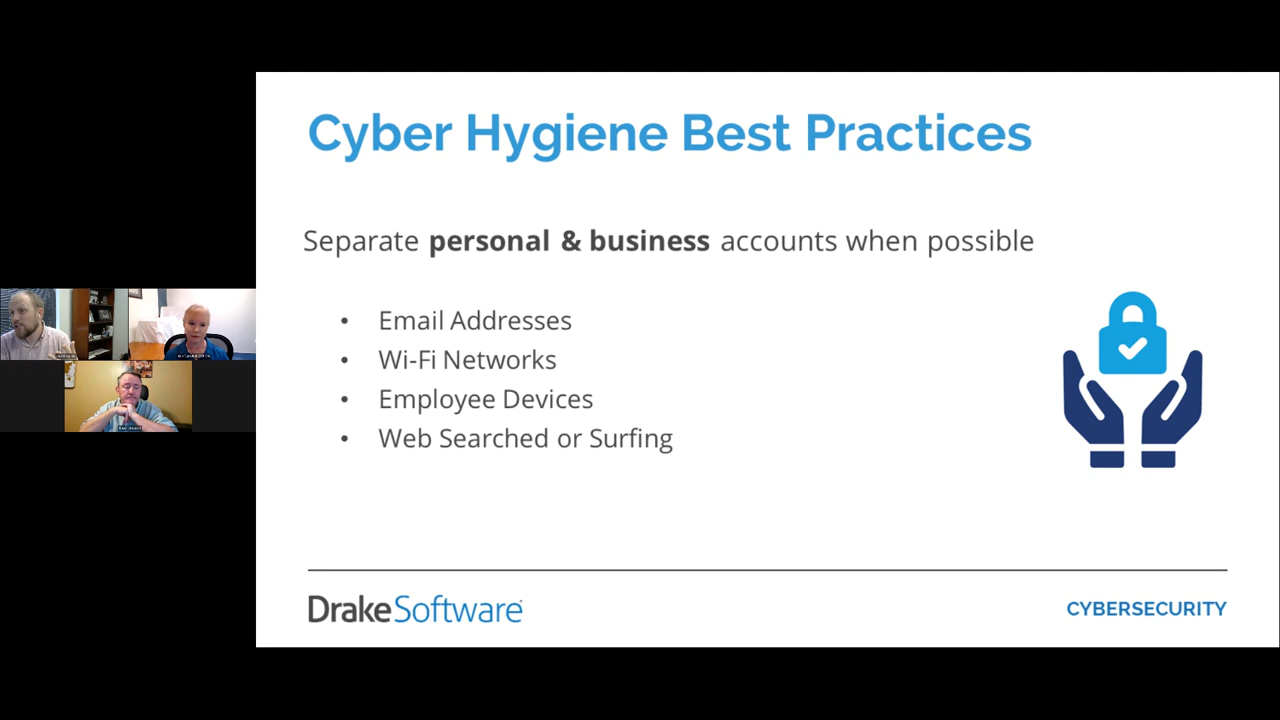 Cyber Hygiene Best Practices
Separate personal & business accounts when possible
• Email Addresses
• Wi-Fi Networks
• Employee Devices
• Web Searched or Surfing
DrakeSoftware
CYBERSECURITY